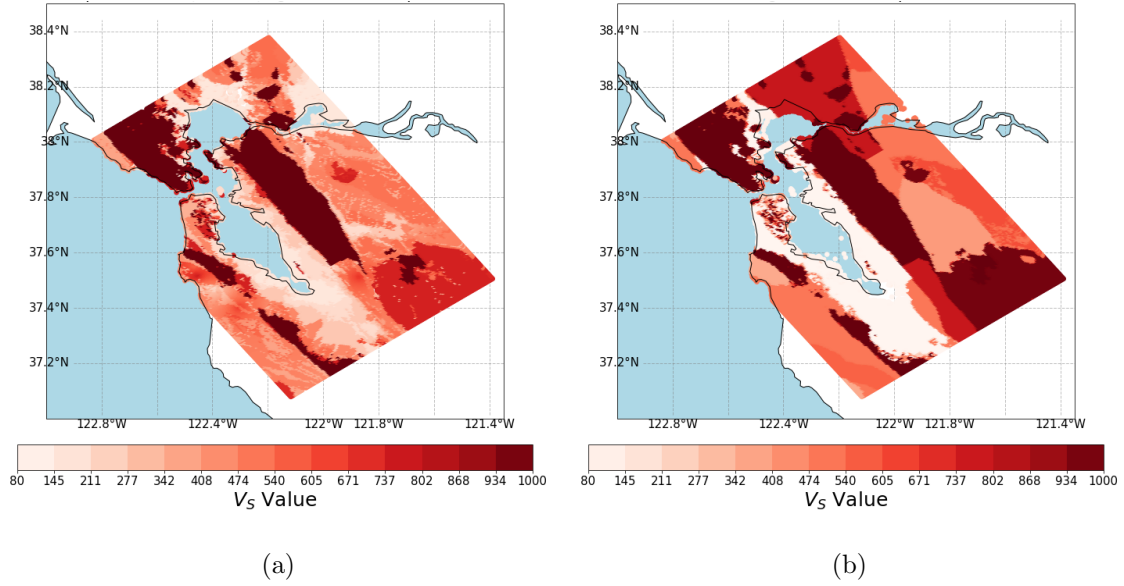 38.4°N
38.2°N
38°N
37.8°N
37.6°N
37.4°N
37.2°N
122.8°W 122.4°W 122°W 121.8°W 121.4°W
80 145 211 277 342 408 474 540 605 671 737 802 868 934 1000
V_S Value
(a)
38.4°N
38.2°N
38°N
37.8°N
37.6°N
37.4°N
37.2°N
122.8°W 122.4°W 122°W 121.8°W 121.4°W
80 145 211 277 342 408 474 540 605 671 737 802 868 934 1000
V_S Value
(b)